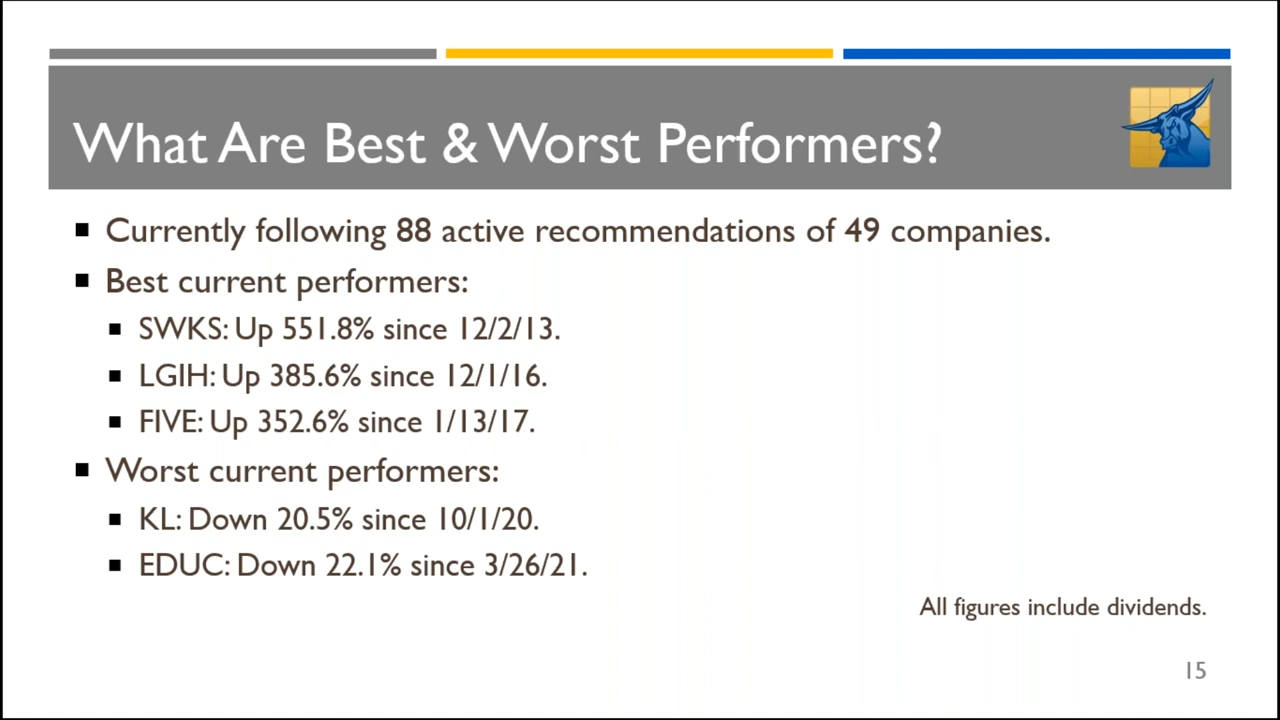 What Are Best & Worst Performers?
Currently following 88 active recommendations of 49 companies.
Best current performers:
SWKS: Up 551.8% since 12/2/13.
LGIH: Up 385.6% since 12/1/16.
FIVE: Up 352.6% since 1/13/17.
Worst current performers:
KL: Down 20.5% since 10/1/20.
EDUC: Down 22.1% since 3/26/21.
All figures include dividends.
15